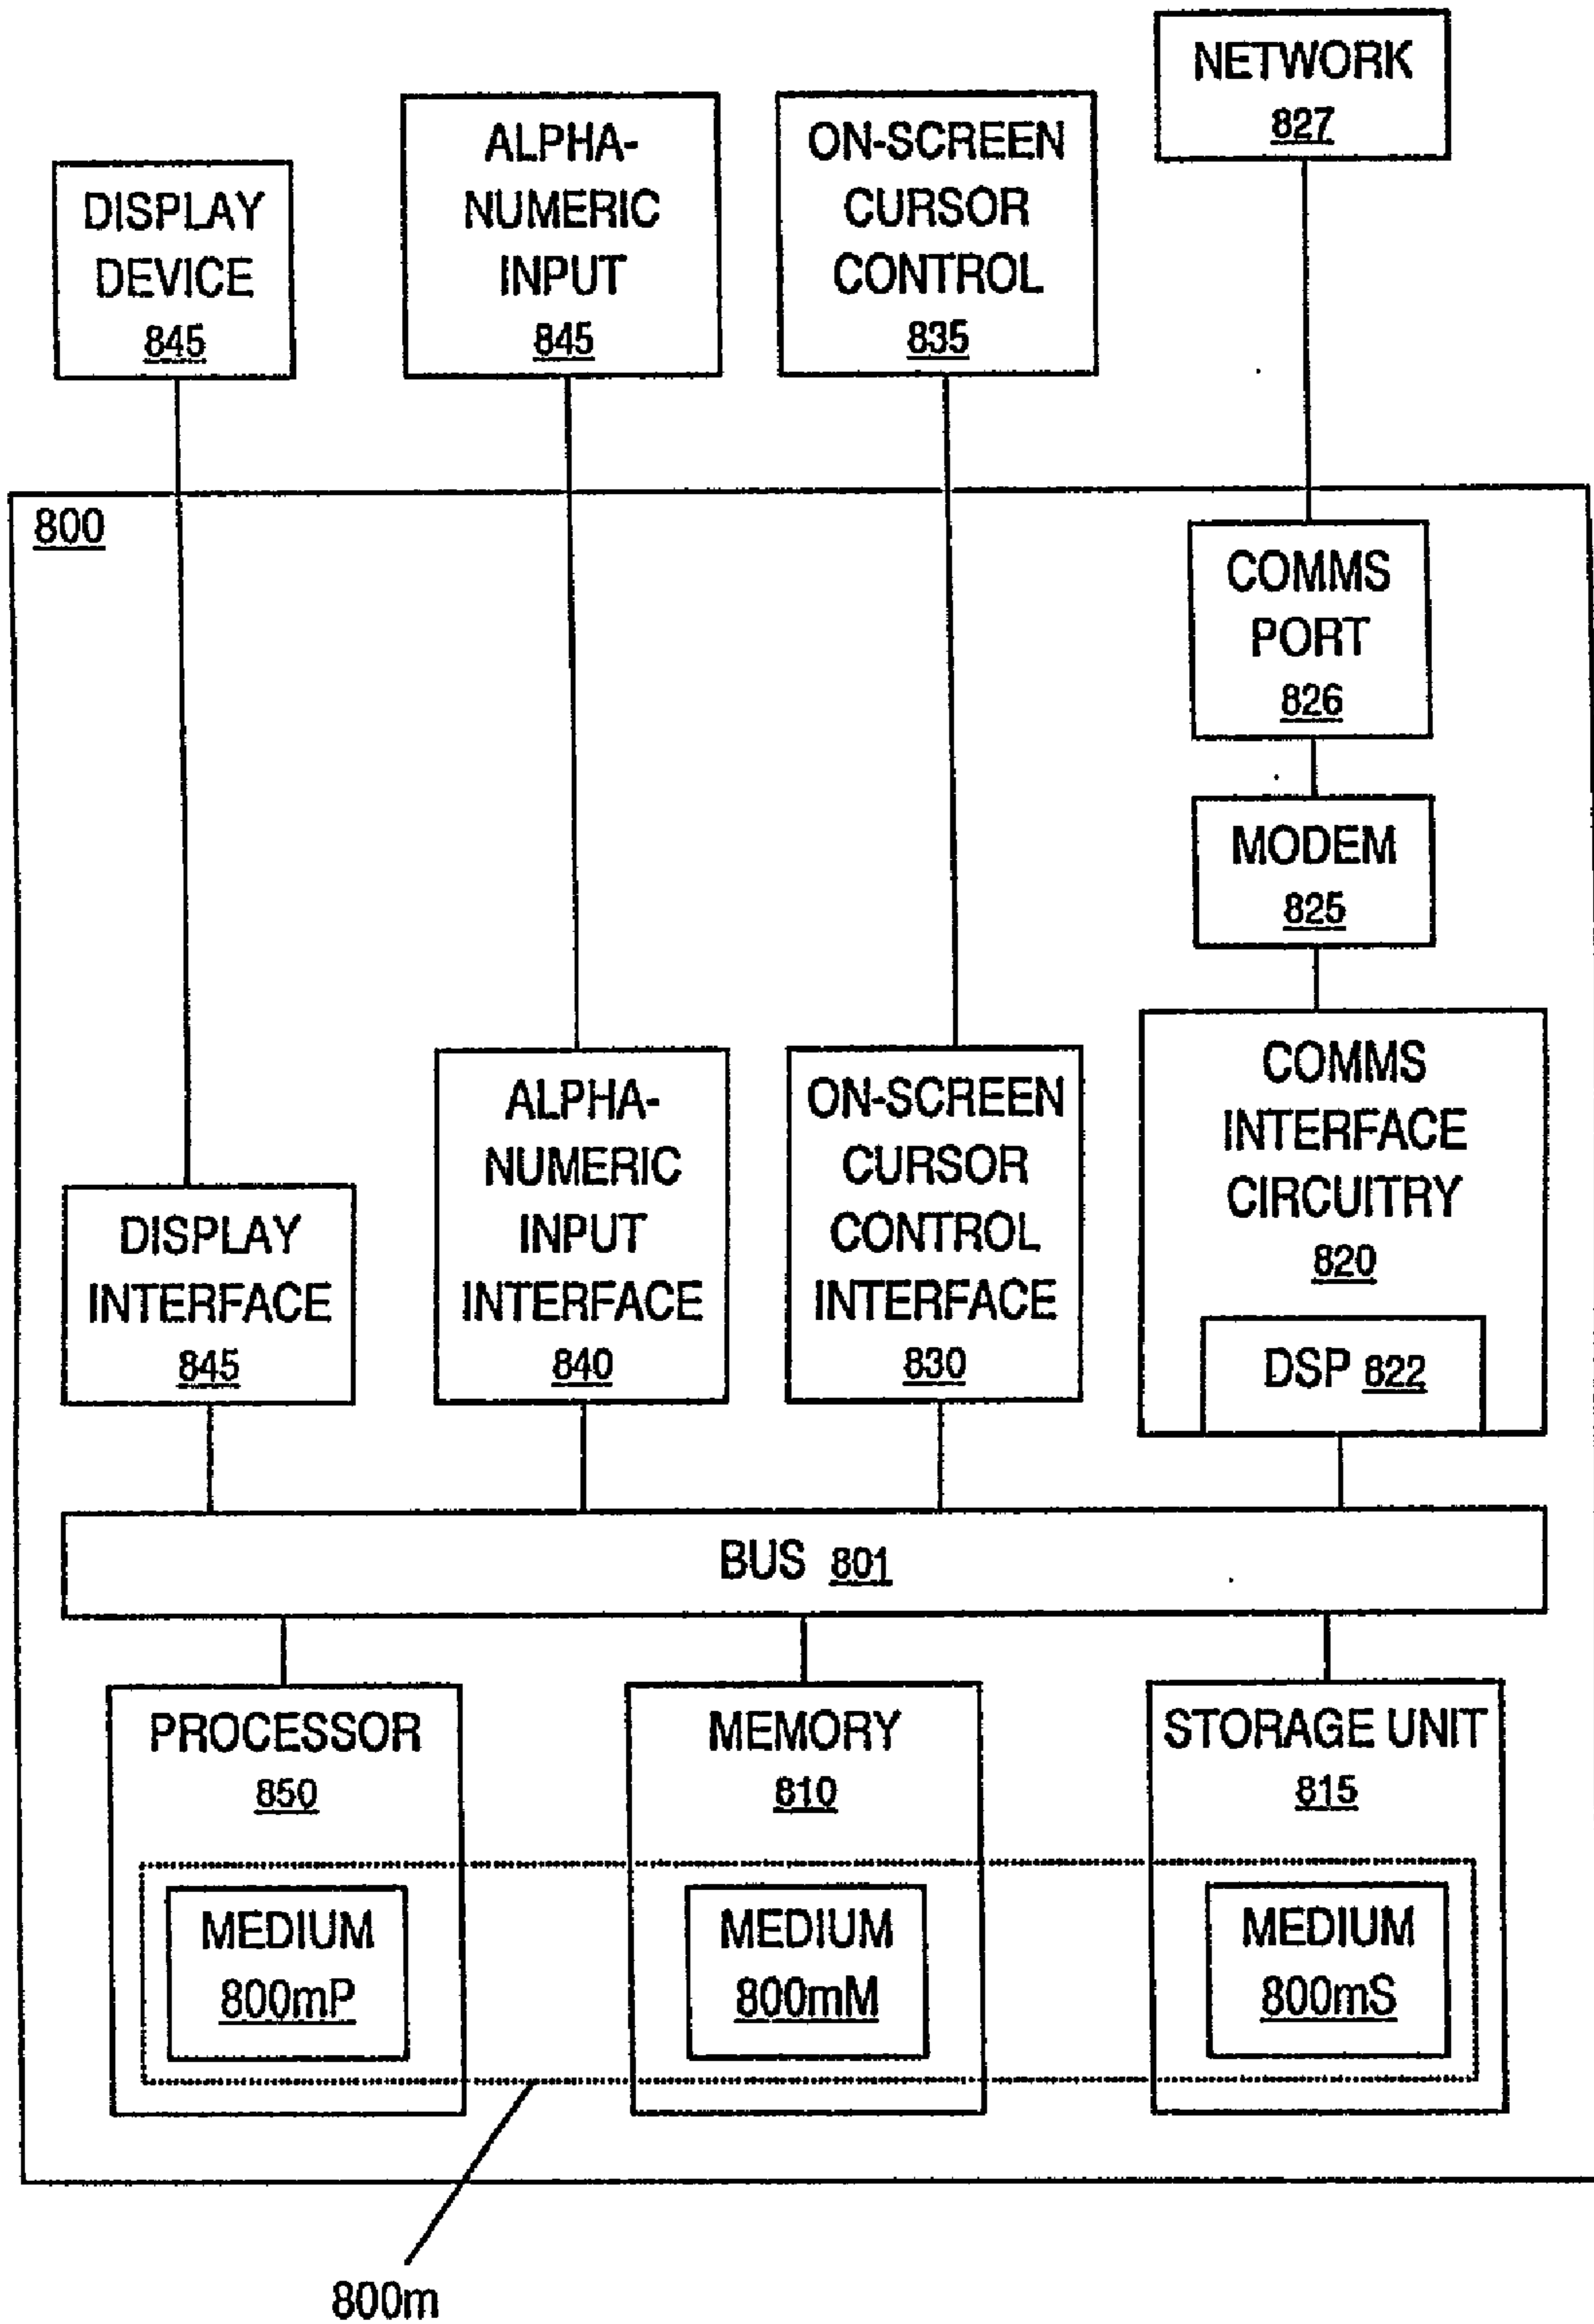 NETWORK
827
DISPLAY
DEVICE
845
ALPHA-
NUMERIC
INPUT
845
ON-SCREEN
CURSOR
CONTROL
835
800
COMMS
PORT
826
MODEM
825
DISPLAY
INTERFACE
845
ALPHA-
NUMERIC
INPUT
INTERFACE
840
ON-SCREEN
CURSOR
CONTROL
INTERFACE
830
COMMS
INTERFACE
CIRCUITRY
820
DSP 822
BUS 801
PROCESSOR
850
MEDIUM
800mP
MEMORY
810
MEDIUM
800mM
STORAGE UNIT
815
MEDIUM
800mS
800m